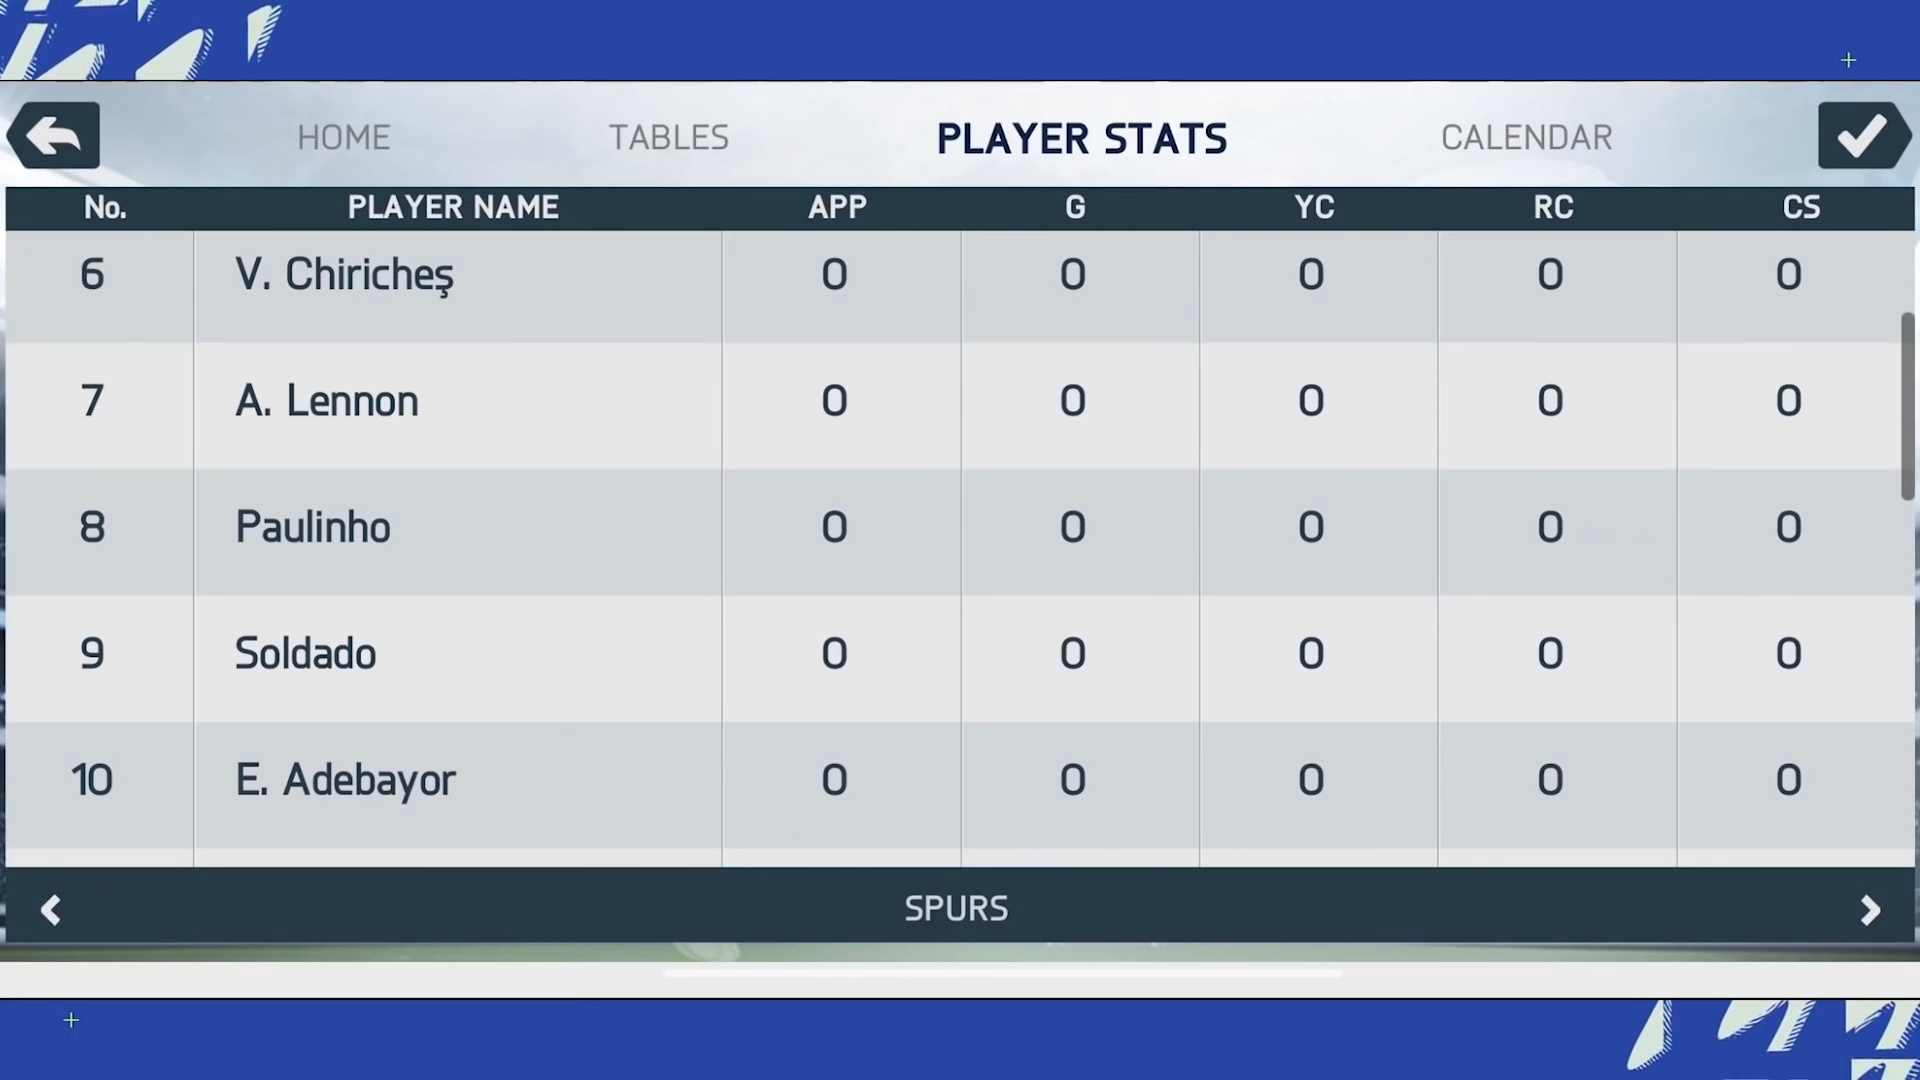 HOME TABLES PLAYER STATS CALENDAR
No. PLAYER NAME APP G YC RC CS
6 V. Chiricheş 0 0 0 0 0
7 A. Lennon 0 0 0 0 0
8 Paulinho 0 0 0 0 0
9 Soldado 0 0 0 0 0
10 E. Adebayor 0 0 0 0 0
SPURS